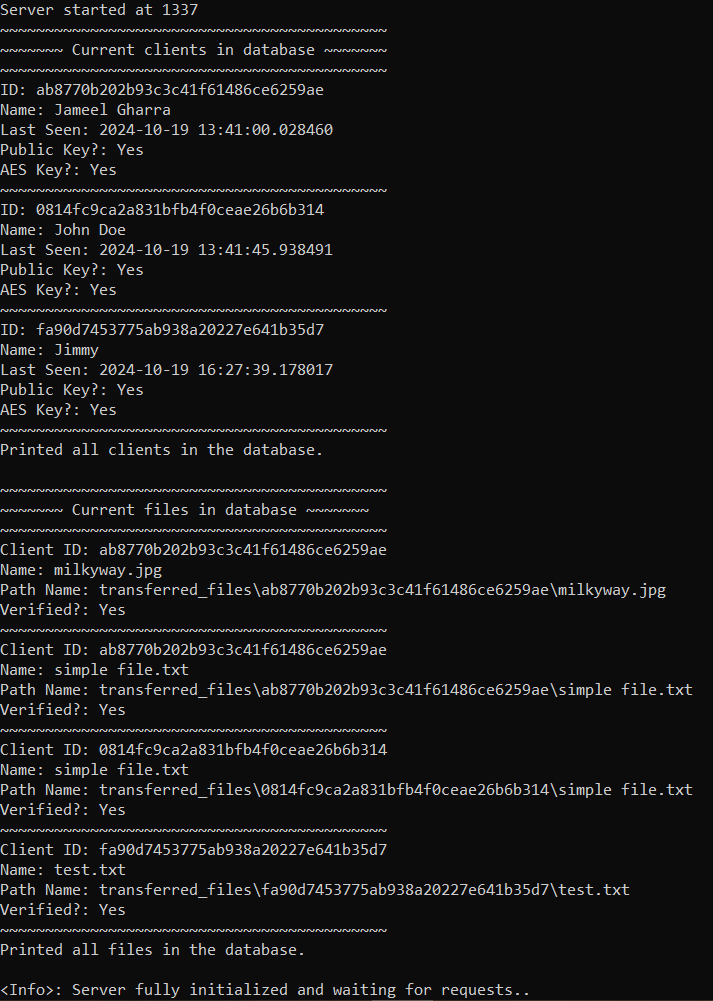 Server started at 1337
~~~~~~~~~~~~~~~~~~~~~~~~~~~~~~~~~~~~~~~~~~~
~~~~~~~ Current clients in database ~~~~~~~
~~~~~~~~~~~~~~~~~~~~~~~~~~~~~~~~~~~~~~~~~~~
ID: ab8770b202b93c3c41f61486ce6259ae
Name: Jameel Gharra
Last Seen: 2024-10-19 13:41:00.028460
Public Key?: Yes
AES Key?: Yes
~~~~~~~~~~~~~~~~~~~~~~~~~~~~~~~~~~~~~~~~~~~
ID: 0814fc9ca2a831bfb4f0ceae26b6b314
Name: John Doe
Last Seen: 2024-10-19 13:41:45.938491
Public Key?: Yes
AES Key?: Yes
~~~~~~~~~~~~~~~~~~~~~~~~~~~~~~~~~~~~~~~~~~~
ID: fa90d7453775ab938a20227e641b35d7
Name: Jimmy
Last Seen: 2024-10-19 16:27:39.178017
Public Key?: Yes
AES Key?: Yes
~~~~~~~~~~~~~~~~~~~~~~~~~~~~~~~~~~~~~~~~~~~
Printed all clients in the database.

~~~~~~~~~~~~~~~~~~~~~~~~~~~~~~~~~~~~~~~~~~~
~~~~~~~ Current files in database ~~~~~~~
~~~~~~~~~~~~~~~~~~~~~~~~~~~~~~~~~~~~~~~~~~~
Client ID: ab8770b202b93c3c41f61486ce6259ae
Name: milkyway.jpg
Path Name: transferred_files\ab8770b202b93c3c41f61486ce6259ae\milkyway.jpg
Verified?: Yes
~~~~~~~~~~~~~~~~~~~~~~~~~~~~~~~~~~~~~~~~~~~
Client ID: ab8770b202b93c3c41f61486ce6259ae
Name: simple file.txt
Path Name: transferred_files\ab8770b202b93c3c41f61486ce6259ae\simple file.txt
Verified?: Yes
~~~~~~~~~~~~~~~~~~~~~~~~~~~~~~~~~~~~~~~~~~~
Client ID: 0814fc9ca2a831bfb4f0ceae26b6b314
Name: simple file.txt
Path Name: transferred_files\0814fc9ca2a831bfb4f0ceae26b6b314\simple file.txt
Verified?: Yes
~~~~~~~~~~~~~~~~~~~~~~~~~~~~~~~~~~~~~~~~~~~
Client ID: fa90d7453775ab938a20227e641b35d7
Name: test.txt
Path Name: transferred_files\fa90d7453775ab938a20227e641b35d7\test.txt
Verified?: Yes
~~~~~~~~~~~~~~~~~~~~~~~~~~~~~~~~~~~~~~~~~~~
Printed all files in the database.

<Info>: Server fully initialized and waiting for requests..